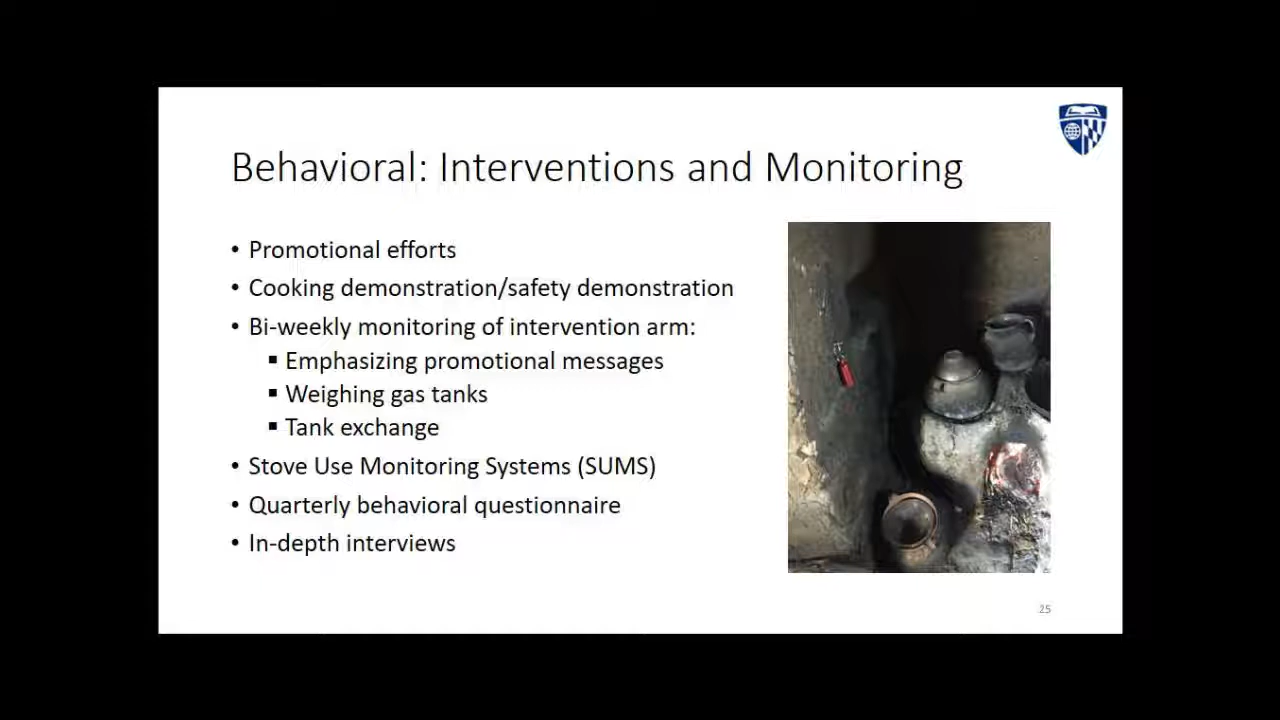 Behavioral: Interventions and Monitoring
• Promotional efforts
• Cooking demonstration/safety demonstration
• Bi-weekly monitoring of intervention arm:
▪ Emphasizing promotional messages
▪ Weighing gas tanks
▪ Tank exchange
• Stove Use Monitoring Systems (SUMS)
• Quarterly behavioral questionnaire
• In-depth interviews
25